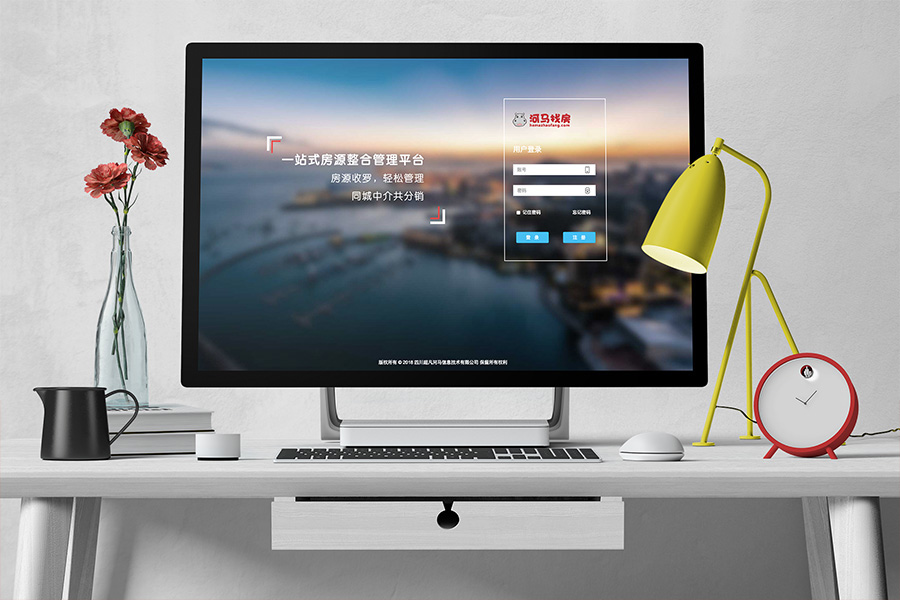 一站式房源整合管理平台
房源收罗，轻松管理
同城中介共分销
河马找房
hemazhaofang.com
用户登录
账号
密码
记住密码 忘记密码
登 录 注 册
版权所有 © 2018 四川超凡河马信息技术有限公司 保留所有权利